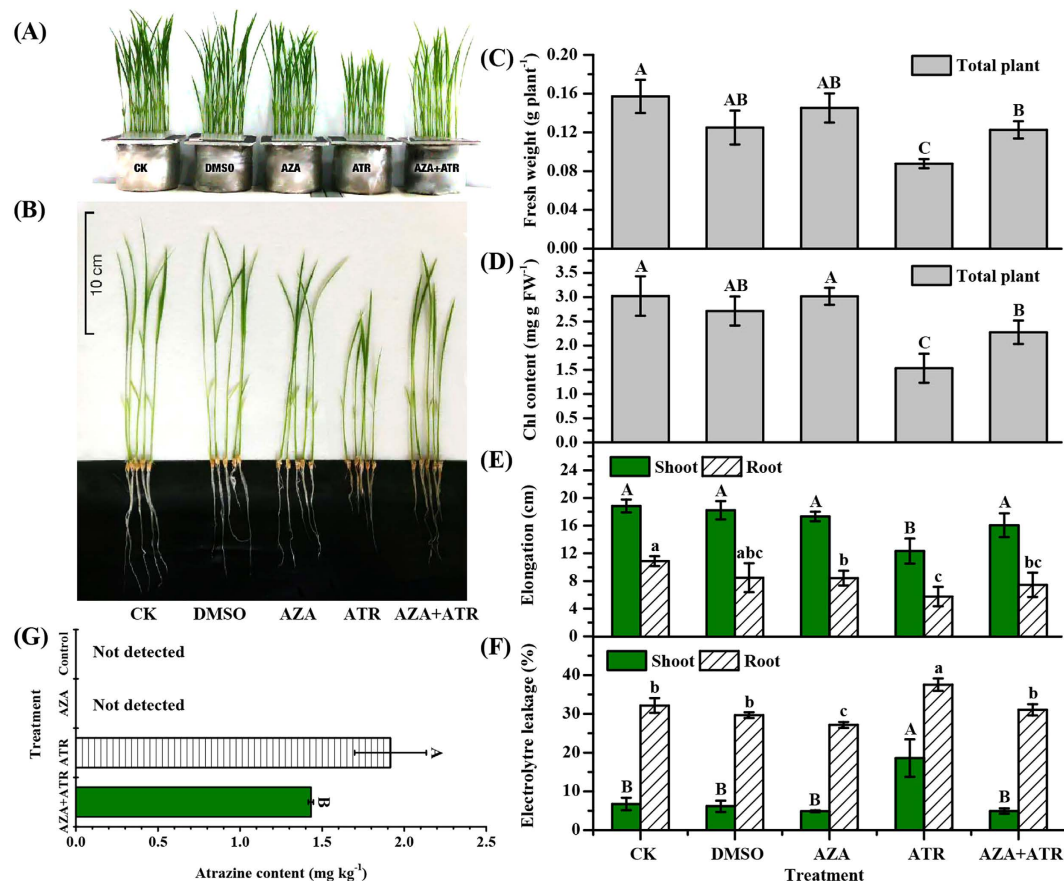 (A)
CK DMSO AZA ATR AZA+ATR
(B)
10 cm
CK DMSO AZA ATR AZA+ATR
(C)
Fresh weight (g plant⁻¹)
0.20
0.16
0.12
0.08
0.04
0.00
Total plant
A AB AB C B
(D)
Chl content (mg g FW⁻¹)
3.5
3.0
2.5
2.0
1.5
1.0
0.5
0.0
Total plant
A AB A C B
(E)
Elongation (cm)
24
20
16
12
8
4
0
Shoot Root
A A A B A
a abc b c bc
(F)
Electrolytre leakage (%)
40
30
20
10
0
Shoot Root
b b c a b
B B B A B
CK DMSO AZA ATR AZA+ATR
Treatment
(G)
Treatment
Control
AZA
ATR
AZA+ATR
Not detected
Not detected
A
B
0.0 0.5 1.0 1.5 2.0 2.5
Atrazine content (mg kg⁻¹)